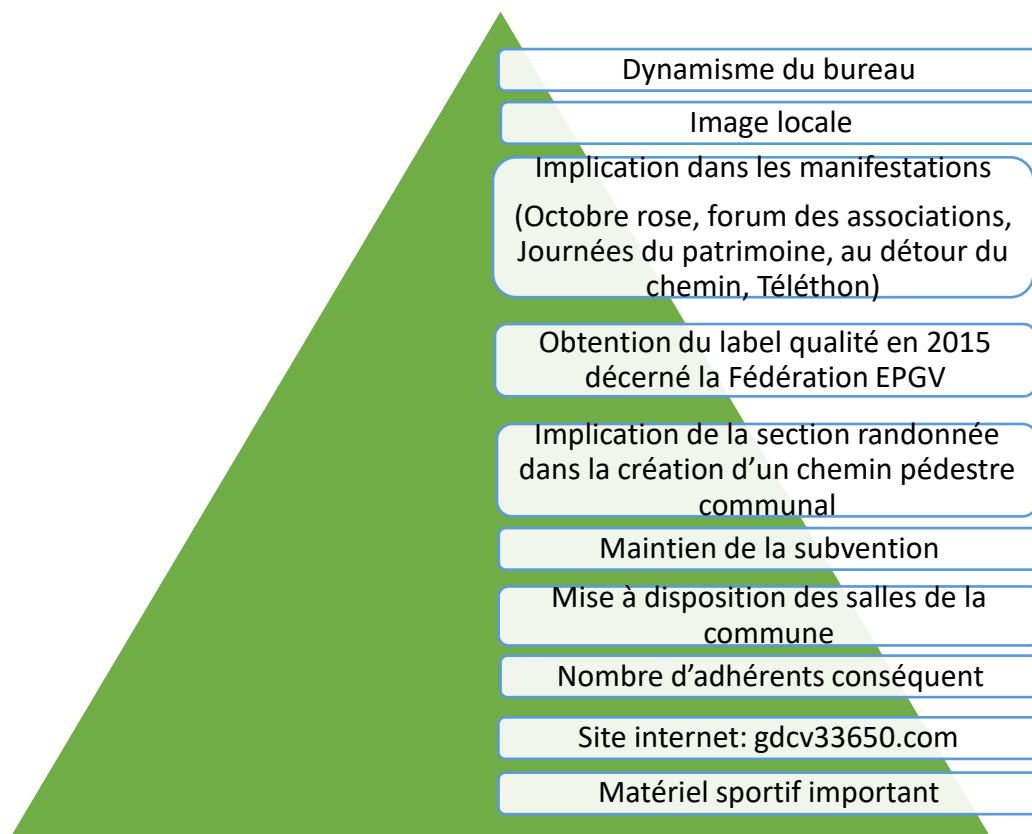 Dynamisme du bureau
Image locale
Implication dans les manifestations
(Octobre rose, forum des associations,
Journées du patrimoine, au détour du
chemin, Téléthon)
Obtention du label qualité en 2015
décerné la Fédération EPGV
Implication de la section randonnée
dans la création d’un chemin pédestre
communal
Maintien de la subvention
Mise à disposition des salles de la
commune
Nombre d’adhérents conséquent
Site internet: gdcv33650.com
Matériel sportif important